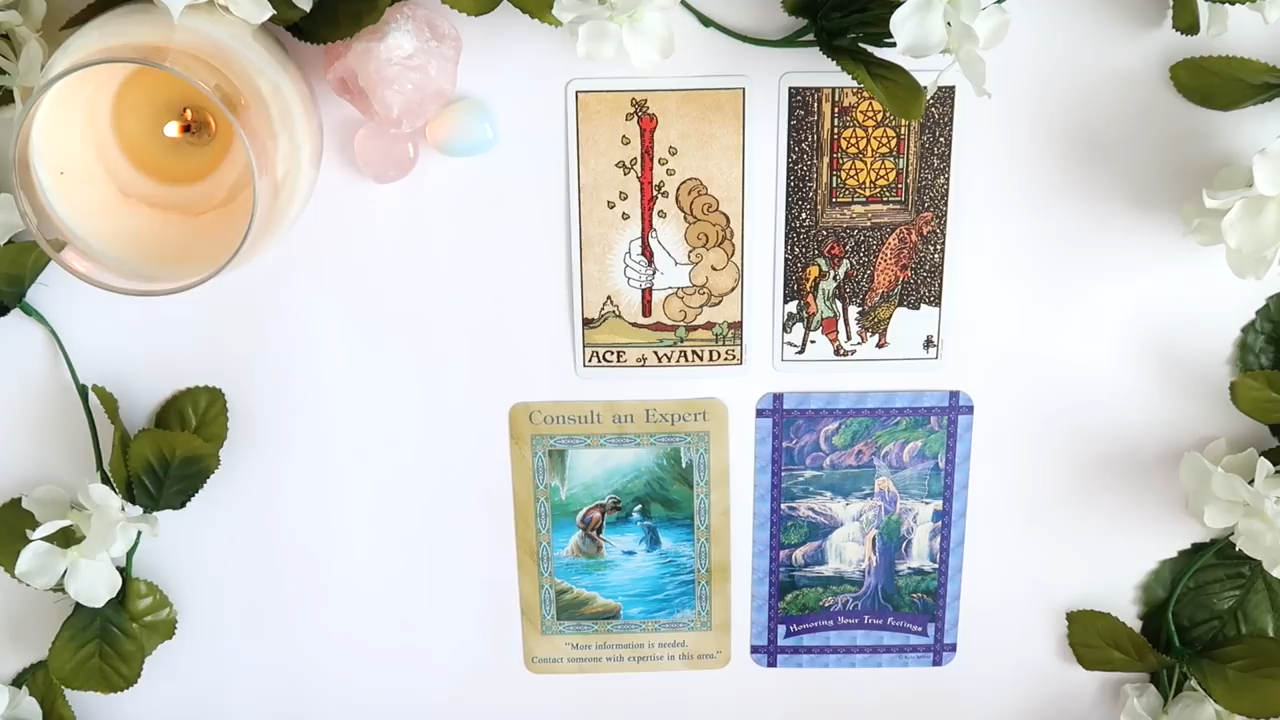 ACE of WANDS.
Consult an Expert
"More information is needed.
Contact someone with expertise in this area."
Honoring Your True Feelings